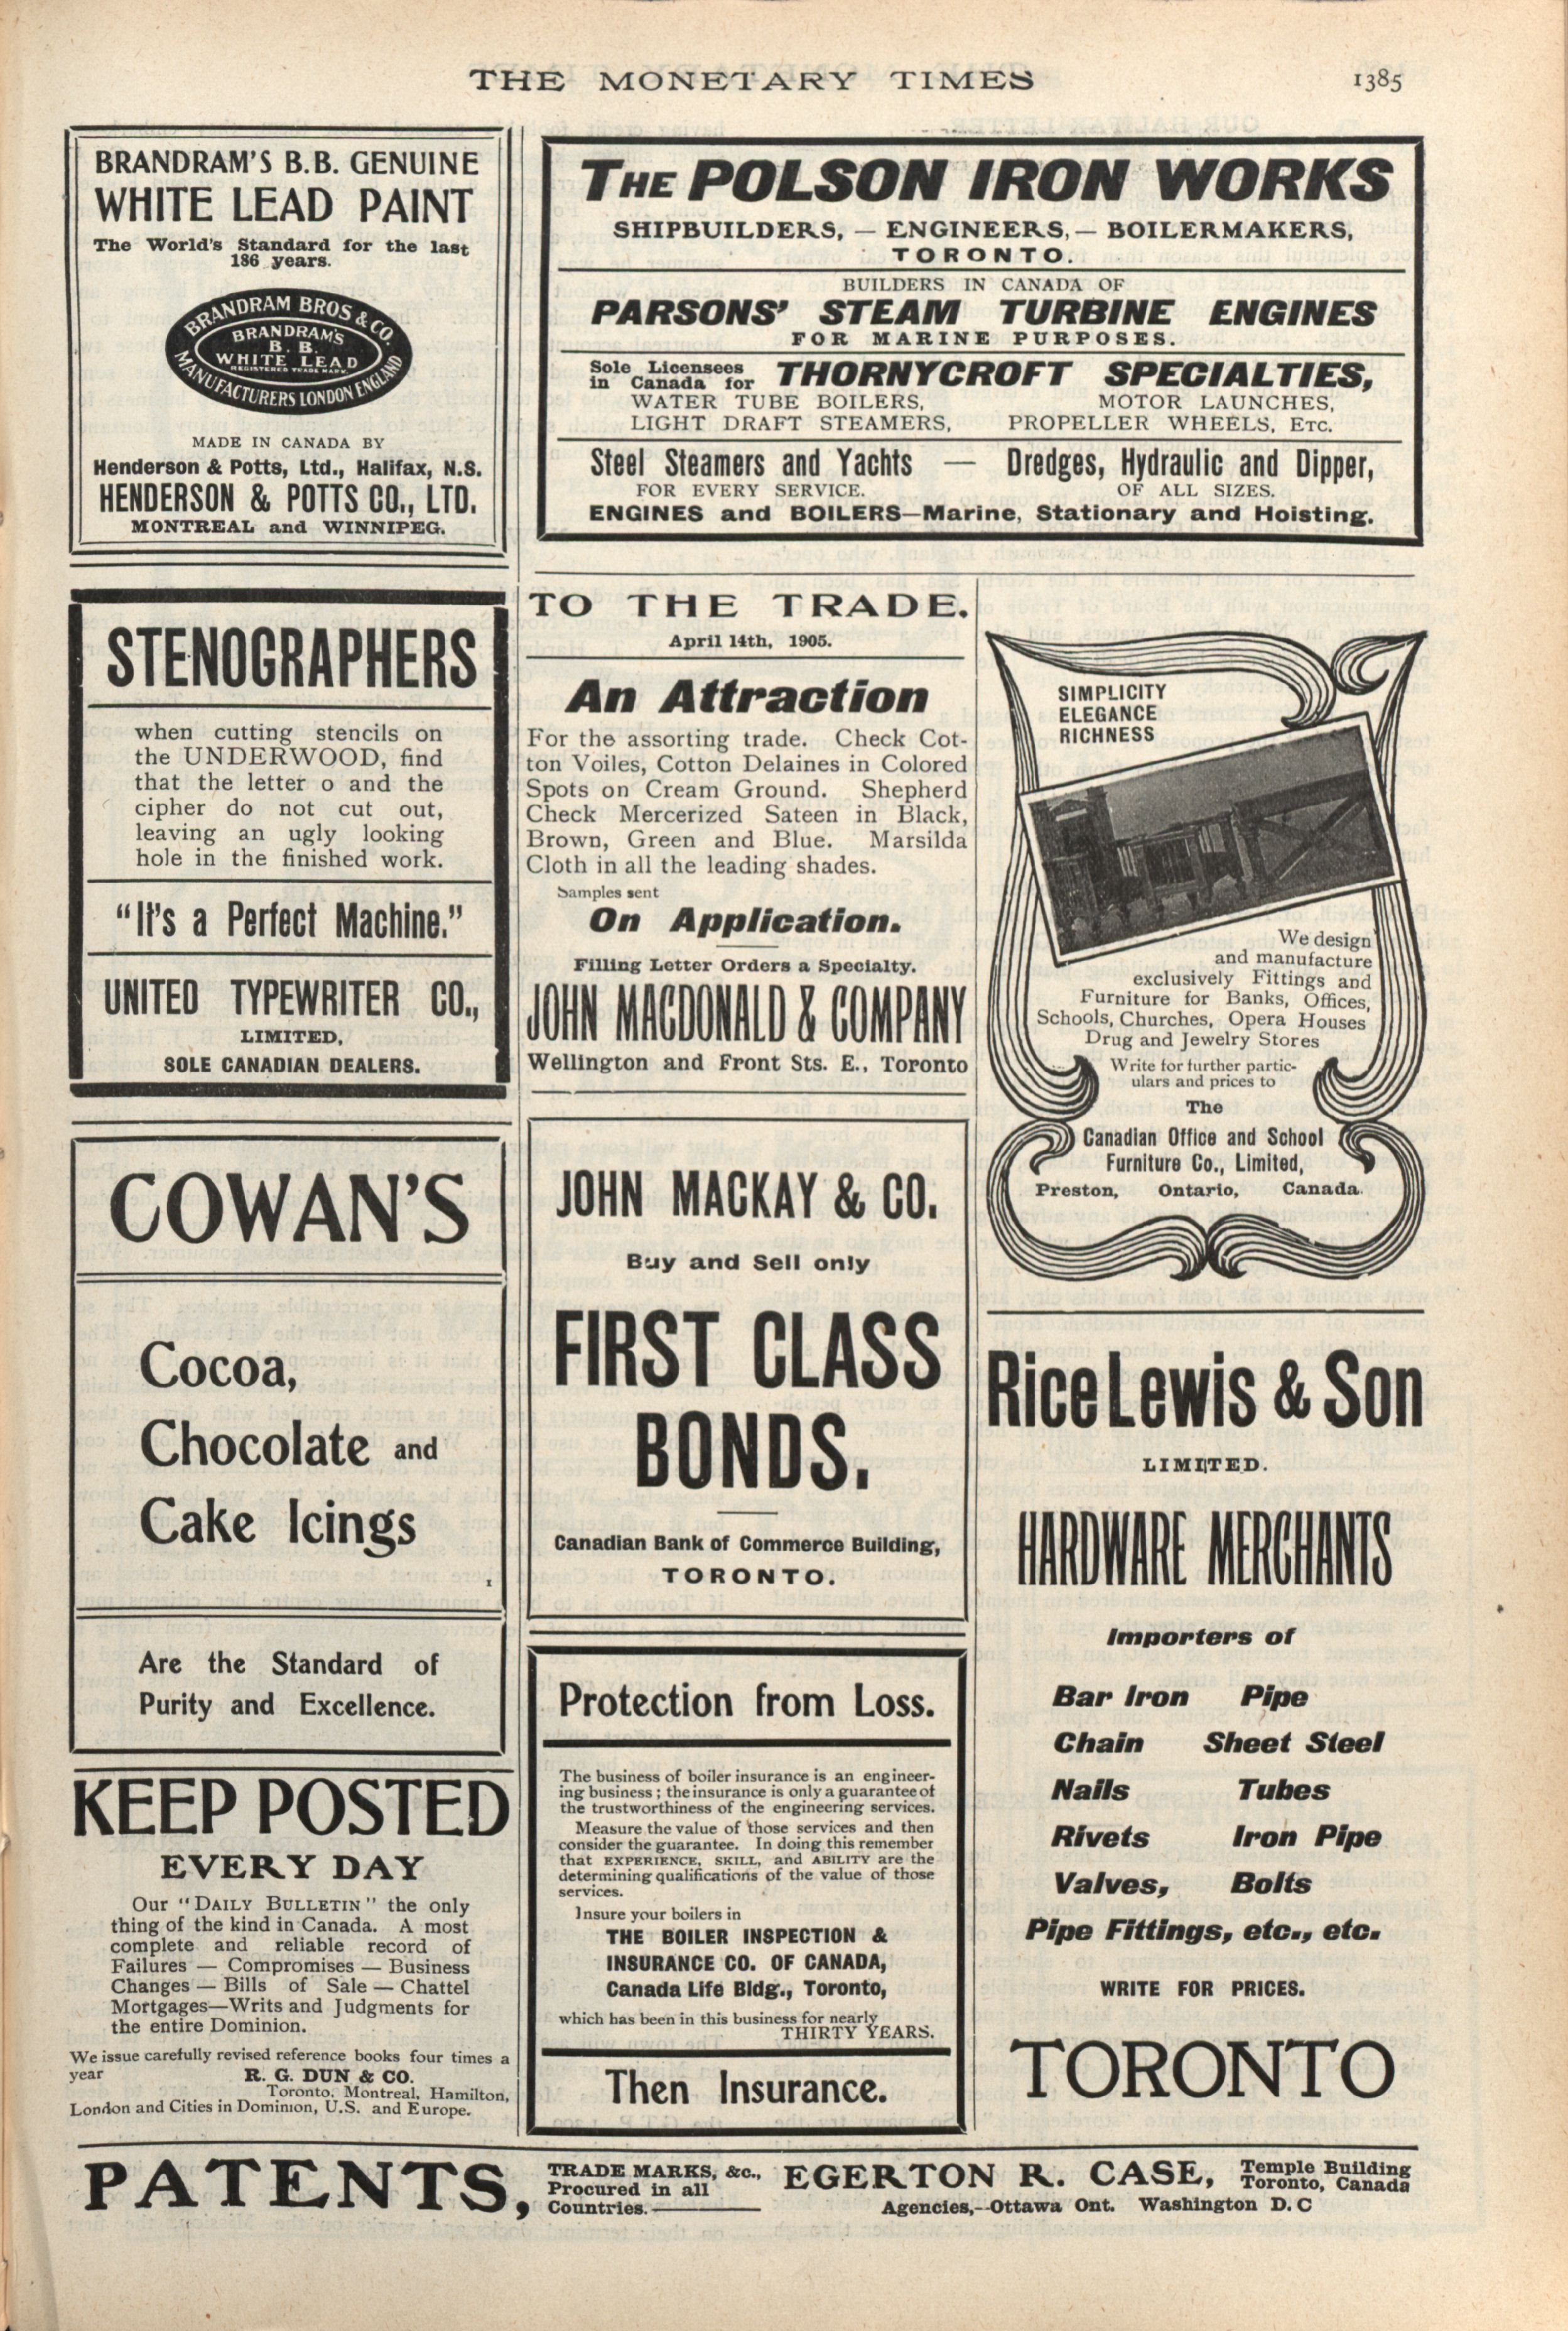 THE MONETARY TIMES
1385
BRANDRAM'S B.B. GENUINE
WHITE LEAD PAINT
The World's Standard for the last
186 years.
BRANDRAM BROS & CO.
BRANDRAM'S
B. B.
WHITE LEAD
REGISTERED TRADE MARK
MANUFACTURERS LONDON ENGLAND
MADE IN CANADA BY
Henderson & Potts, Ltd., Halifax, N.S.
HENDERSON & POTTS CO., LTD.
MONTREAL and WINNIPEG.
THE POLSON IRON WORKS
SHIPBUILDERS, — ENGINEERS, — BOILERMAKERS,
TORONTO.
BUILDERS IN CANADA OF
PARSONS' STEAM TURBINE ENGINES
FOR MARINE PURPOSES.
Sole Licensees
in Canada for
THORNYCROFT SPECIALTIES,
WATER TUBE BOILERS, MOTOR LAUNCHES,
LIGHT DRAFT STEAMERS, PROPELLER WHEELS, ETC.
Steel Steamers and Yachts — Dredges, Hydraulic and Dipper,
FOR EVERY SERVICE. OF ALL SIZES.
ENGINES and BOILERS—Marine, Stationary and Hoisting.
STENOGRAPHERS
when cutting stencils on
the UNDERWOOD, find
that the letter o and the
cipher do not cut out,
leaving an ugly looking
hole in the finished work.
"It's a Perfect Machine."
UNITED TYPEWRITER CO.,
LIMITED,
SOLE CANADIAN DEALERS.
TO THE TRADE.
April 14th, 1905.
An Attraction
For the assorting trade. Check Cot-
ton Voiles, Cotton Delaines in Colored
Spots on Cream Ground. Shepherd
Check Mercerized Sateen in Black,
Brown, Green and Blue. Marsilda
Cloth in all the leading shades.
Samples sent
On Application.
Filling Letter Orders a Specialty.
JOHN MACDONALD & COMPANY
Wellington and Front Sts. E., Toronto
SIMPLICITY
ELEGANCE
RICHNESS
We design
and manufacture
exclusively Fittings and
Furniture for Banks, Offices,
Schools, Churches, Opera Houses
Drug and Jewelry Stores
Write for further partic-
ulars and prices to
The
Canadian Office and School
Furniture Co., Limited,
Preston, Ontario, Canada.
COWAN'S
Cocoa,
Chocolate and
Cake Icings
Are the Standard of
Purity and Excellence.
JOHN MACKAY & CO.
Buy and Sell only
FIRST CLASS
BONDS.
Canadian Bank of Commerce Building,
TORONTO.
Rice Lewis & Son
LIMITED.
HARDWARE MERCHANTS
Importers of
Bar Iron Pipe
Chain Sheet Steel
Nails Tubes
Rivets Iron Pipe
Valves, Bolts
Pipe Fittings, etc., etc.
WRITE FOR PRICES.
TORONTO
KEEP POSTED
EVERY DAY
Our "DAILY BULLETIN" the only
thing of the kind in Canada. A most
complete and reliable record of
Failures — Compromises — Business
Changes — Bills of Sale — Chattel
Mortgages—Writs and Judgments for
the entire Dominion.
We issue carefully revised reference books four times a
year
R. G. DUN & CO.
Toronto, Montreal, Hamilton,
London and Cities in Dominion, U.S. and Europe.
Protection from Loss.
The business of boiler insurance is an engineer-
ing business; the insurance is only a guarantee of
the trustworthiness of the engineering services.
Measure the value of those services and then
consider the guarantee. In doing this remember
that EXPERIENCE, SKILL, and ABILITY are the
determining qualifications of the value of those
services.
Insure your boilers in
THE BOILER INSPECTION &
INSURANCE CO. OF CANADA,
Canada Life Bldg., Toronto,
which has been in this business for nearly
THIRTY YEARS.
Then Insurance.
PATENTS,
TRADE MARKS, &c.,
Procured in all
Countries.
EGERTON R. CASE,
Temple Building
Toronto, Canada
Agencies,--Ottawa Ont. Washington D. C